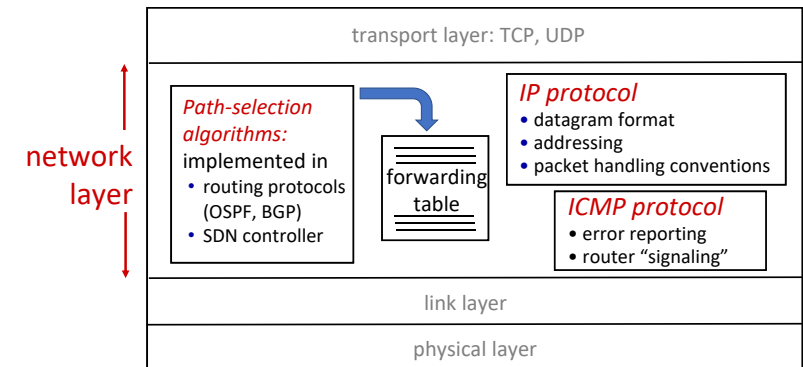 transport layer: TCP, UDP
network
layer
Path-selection
algorithms:
implemented in
• routing protocols
(OSPF, BGP)
• SDN controller
forwarding
table
IP protocol
• datagram format
• addressing
• packet handling conventions
ICMP protocol
• error reporting
• router “signaling”
link layer
physical layer